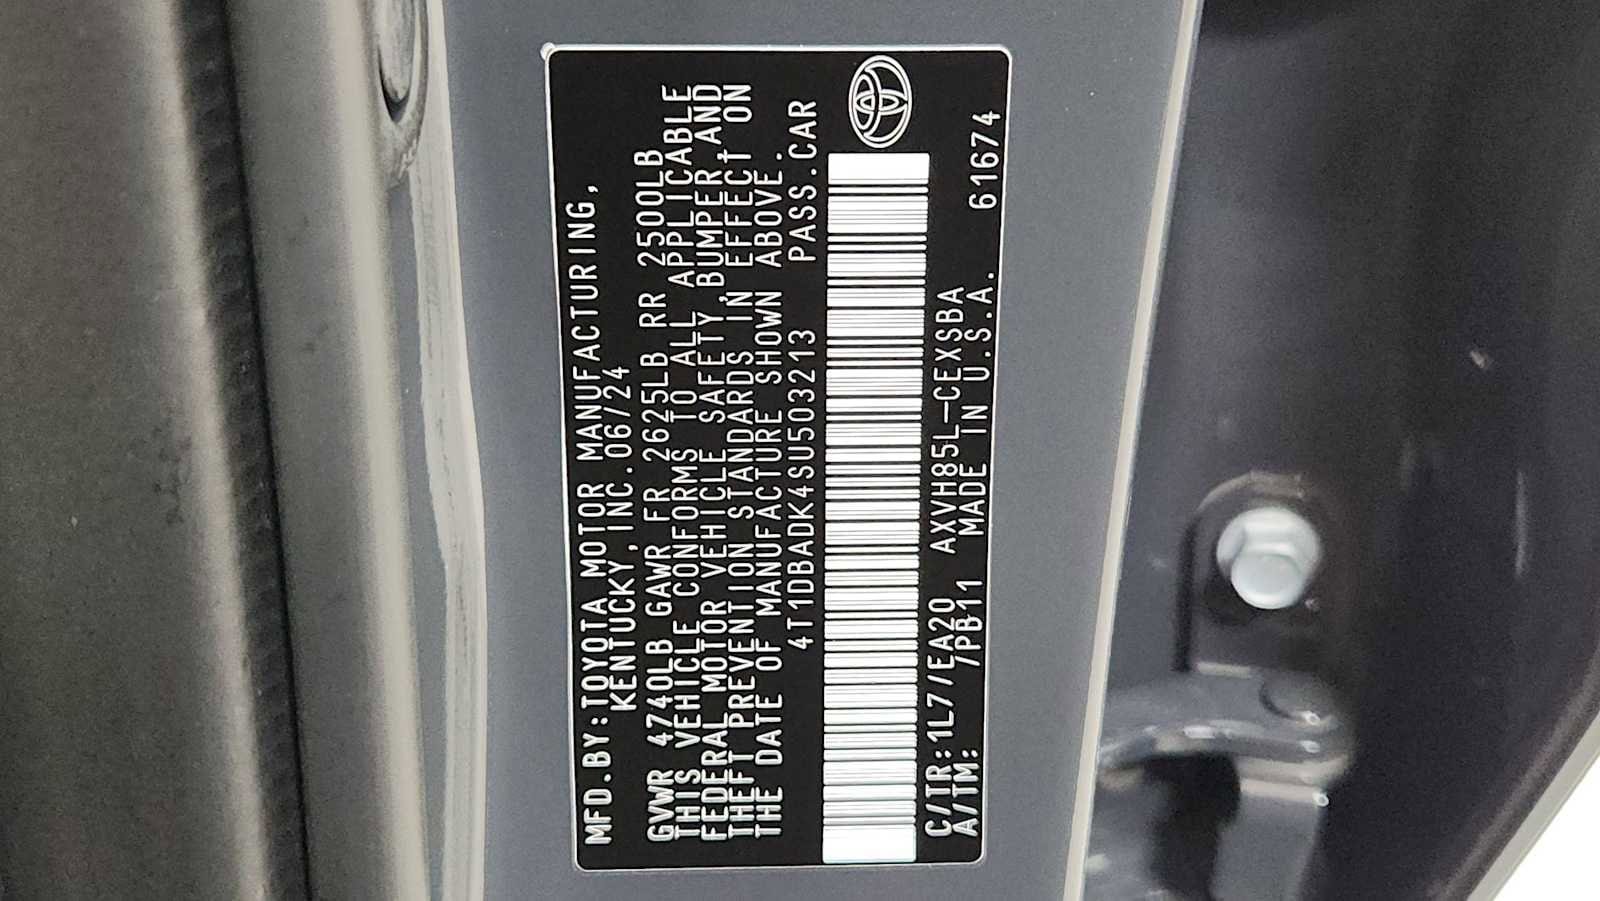 MFD.BY:TOYOTA MOTOR MANUFACTURING,
KENTUCKY,INC.06/24
GVWR 4740LB GAWR FR 2625LB RR 2500LB
THIS VEHICLE CONFORMS TO ALL APPLICABLE
FEDERAL MOTOR VEHICLE SAFETY,BUMPER,AND
THEFT PREVENTION STANDARDS IN EFFECT ON
THE DATE OF MANUFACTURE SHOWN ABOVE.
4T1DBADK4SU503213 PASS.CAR
C/TR:1L7/EA20 AXVH85L-CEXSBA
A/TM: /PB11 MADE IN U.S.A. 61674